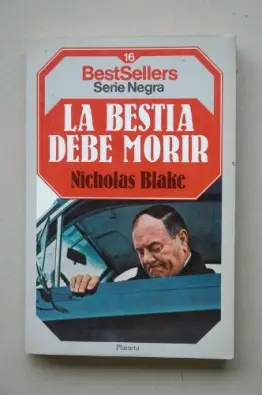 16
BestSellers
Serie Negra
LA BESTIA
DEBE MORIR
Nicholas Blake
Planeta